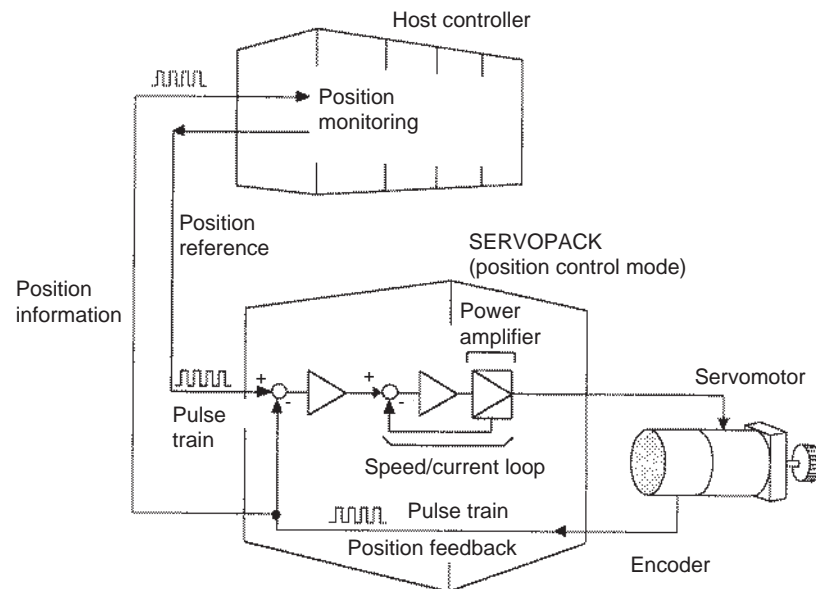 Host controller
Position
monitoring
Position
reference
SERVOPACK
(position control mode)
Position
information
Power
amplifier
+
-
+
-
Servomotor
Pulse
train
Speed/current loop
Pulse train
Position feedback
Encoder